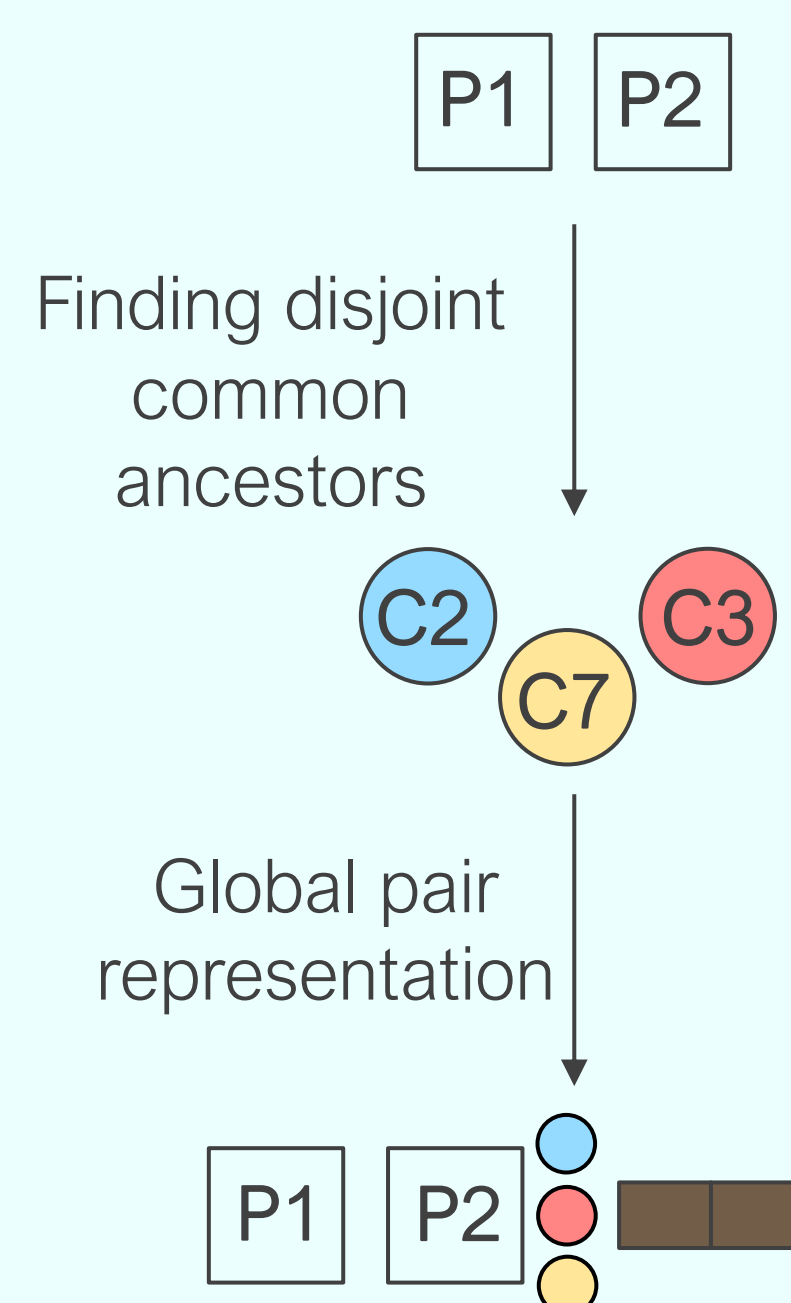 P1 P2
Finding disjoint
common
ancestors
C2 C3
C7
Global pair
representation
P1 P2